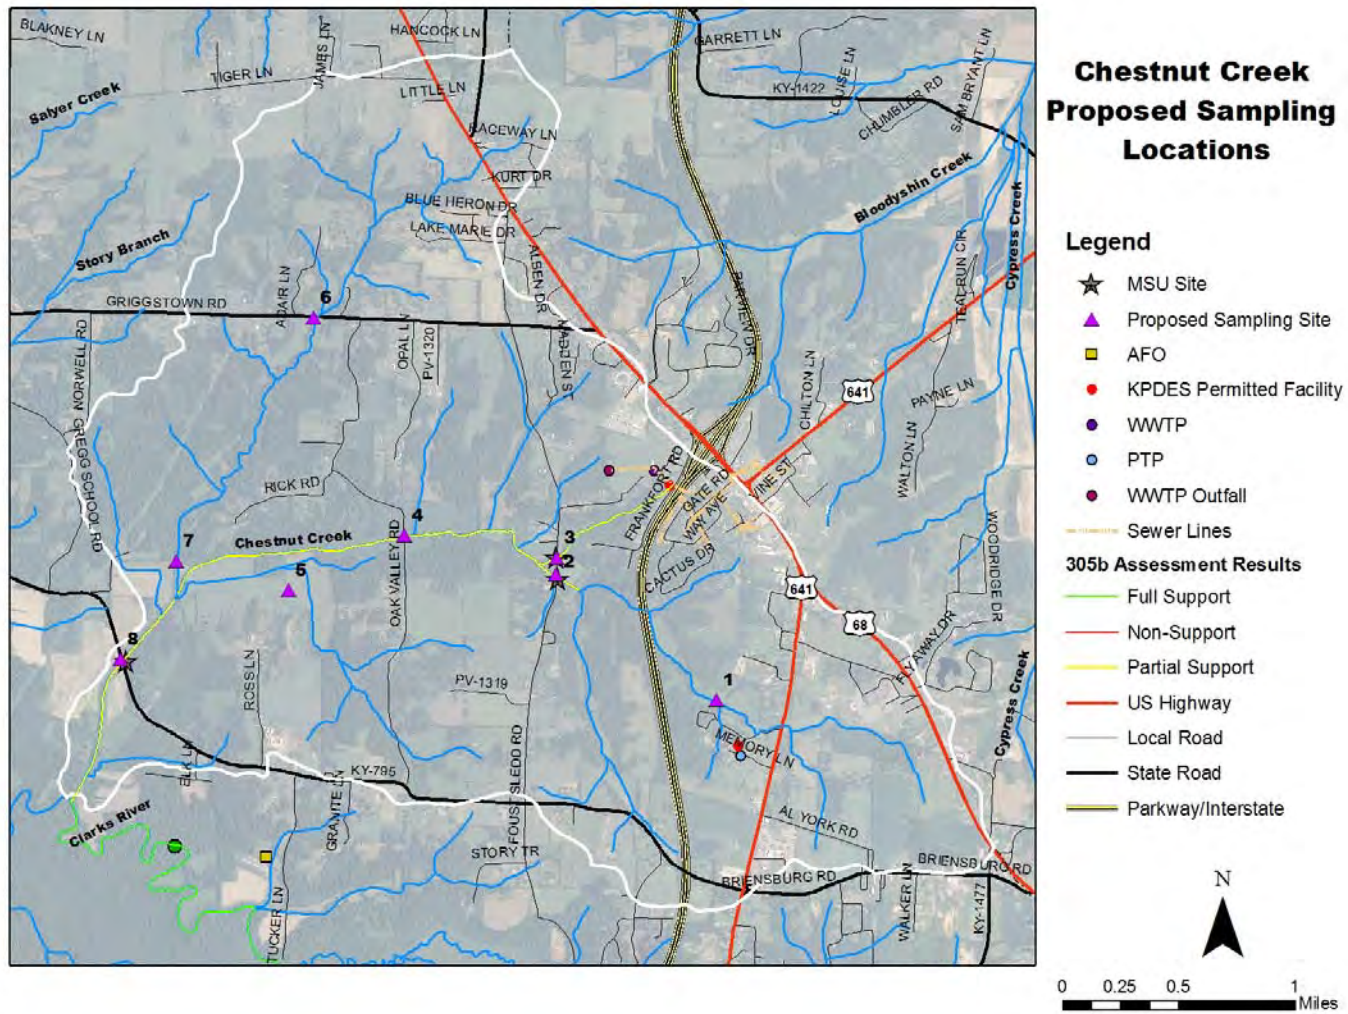 BLAKNEY LN
HANCOCK LN
GARRETT LN
JAMES LN
TIGER LN
LITTLE LN
LOUISE LN
KY-1422
CHUMBLER RD
SAM BRYANT LN
Salyer Creek
RACEWAY LN
KURT DR
BLUE HERON DR
LAKE MARIE DR
Bloodyshin Creek
Cypress Creek
Story Branch
ALSEN DR
TEAL RUN CIR
GRIGGSTOWN RD
ADAIR LN
6
OPAL LN
PV-1320
MADDEN ST
NORWELL RD
641
CHILTON LN
PAYNE LN
WALTON LN
GREGG SCHOOL RD
RICK RD
FRANKFORT RD
GATE RD
VINE ST
WAY AVE
CACTUS DR
WOODRIDGE DR
7
Chestnut Creek
4
3
2
5
OAK VALLEY RD
641
68
FLY AWAY DR
8
ROSS LN
PV-1319
1
MEMORY LN
Cypress Creek
ELK LN
KY-795
GRANITE LN
FOUST SLEDD RD
AL YORK RD
Clarks River
STORY TR
BRIENSBURG RD
BRIENSBURG RD
TUCKER LN
WALKER LN
KY-1477
Chestnut Creek
Proposed Sampling
Locations
Legend
MSU Site
Proposed Sampling Site
AFO
KPDES Permitted Facility
WWTP
PTP
WWTP Outfall
Sewer Lines
305b Assessment Results
Full Support
Non-Support
Partial Support
US Highway
Local Road
State Road
Parkway/Interstate
N
0 0.25 0.5 1
Miles